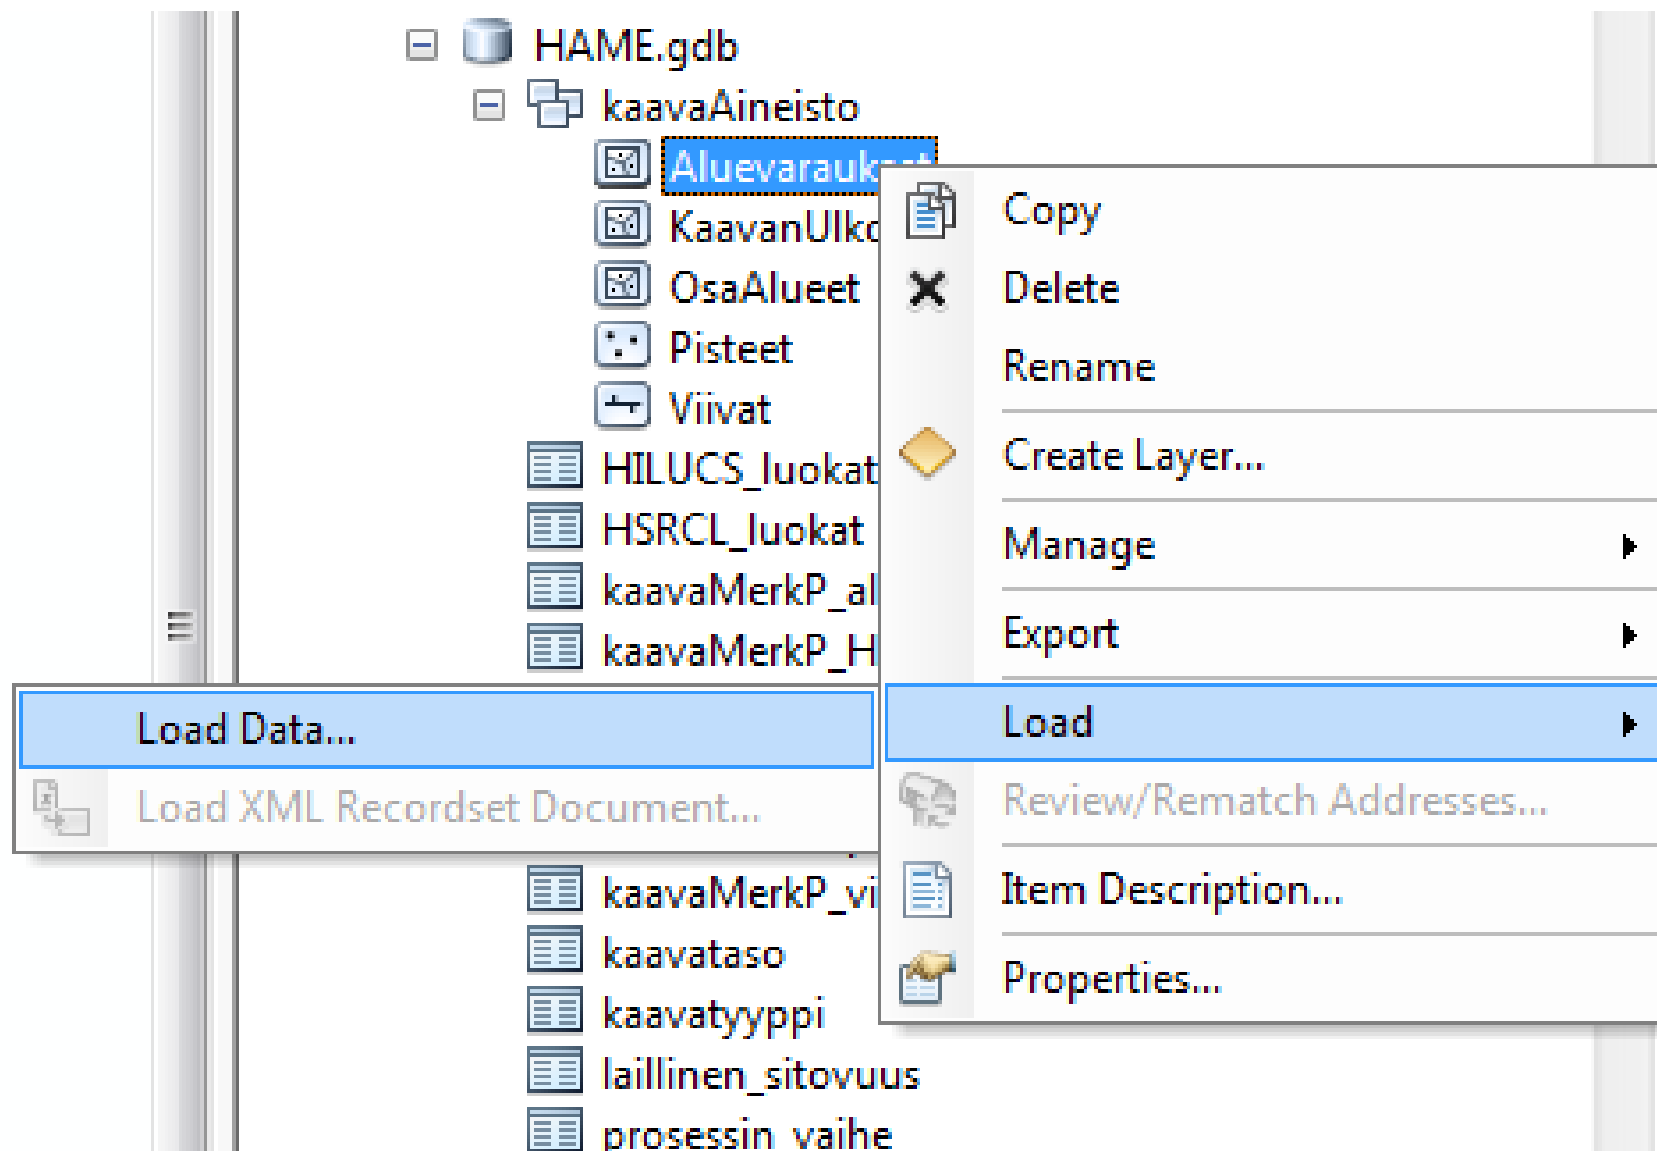 HAME.gdb
kaavaAineisto
Aluevaraukset
KaavanUlko
OsaAlueet
Pisteet
Viivat
HILUCS_luokat
HSRCL_luokat
kaavaMerkP_al
kaavaMerkP_H
kaavaMerkP_vi
kaavataso
kaavatyyppi
laillinen_sitovuus
prosessin_vaihe
Copy
Delete
Rename
Create Layer...
Manage
Export
Load
Review/Rematch Addresses...
Item Description...
Properties...
Load Data...
Load XML Recordset Document...